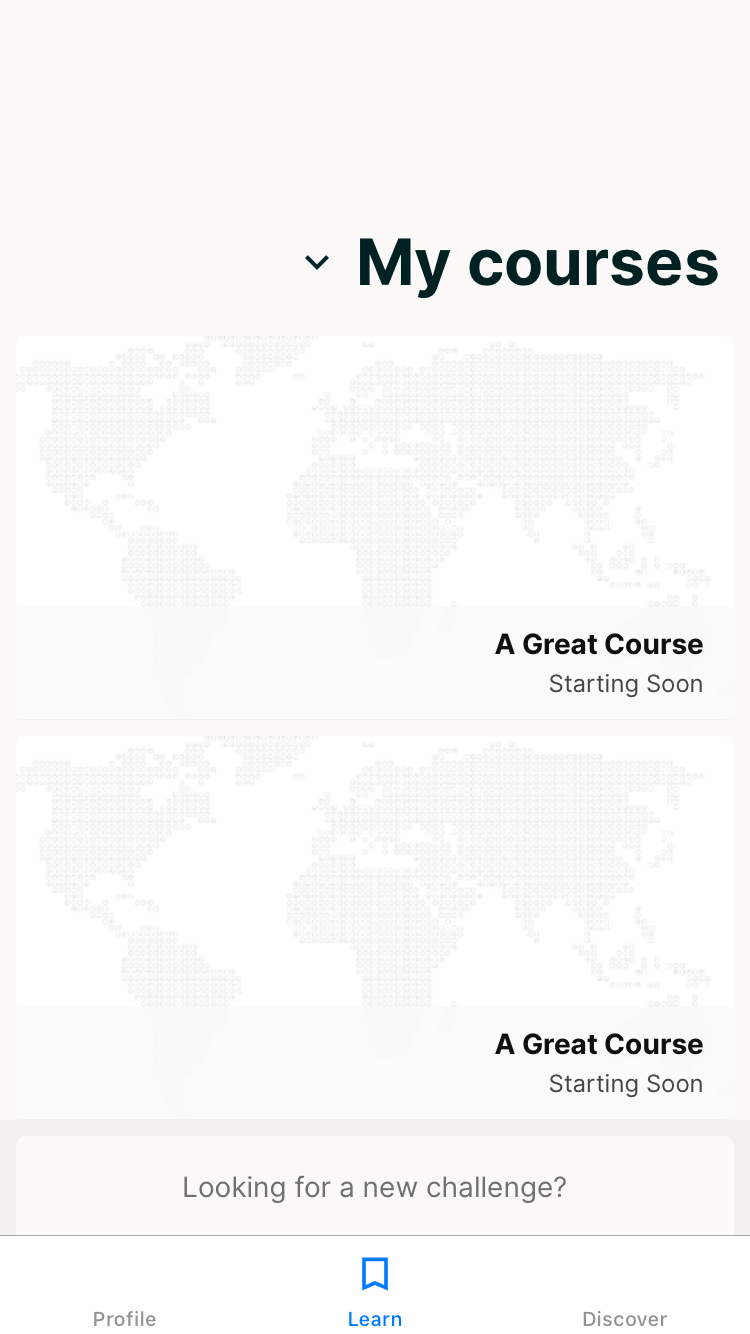 My courses
A Great Course
Starting Soon
A Great Course
Starting Soon
Looking for a new challenge?
Profile
Learn
Discover